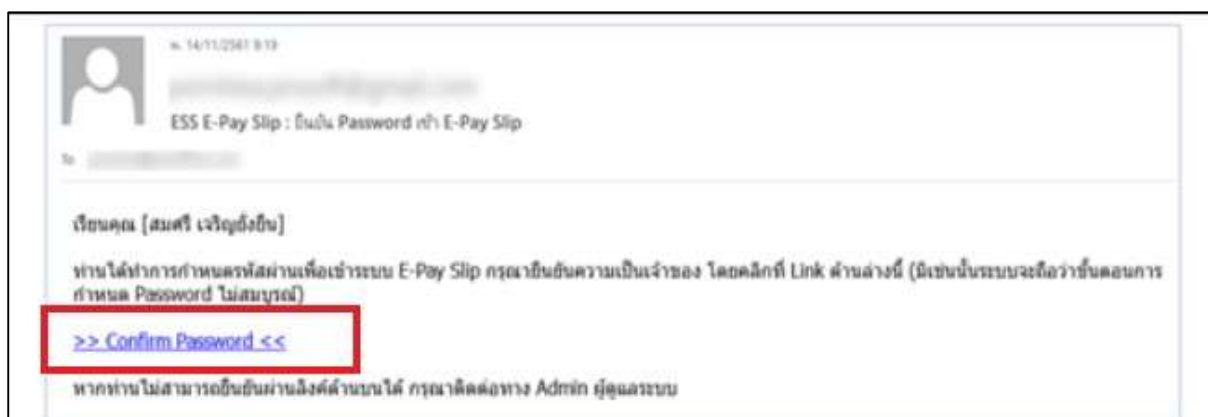 พ. 14/11/2561 9:19
ESS E-Pay Slip : ยืนยัน Password เข้า E-Pay Slip
ถึง
เรียนคุณ [สมศรี เจริญยั่งยืน]
ท่านได้ทำการกำหนดรหัสผ่านเพื่อเข้าระบบ E-Pay Slip กรุณายืนยันความเป็นเจ้าของ โดยคลิกที่ Link ด้านล่างนี้ (มิเช่นนั้นระบบจะถือว่าขั้นตอนการ
กำหนด Password ไม่สมบูรณ์)
>> Confirm Password <<
หากท่านไม่สามารถยืนยันผ่านลิงค์ด้านบนได้ กรุณาติดต่อทาง Admin ผู้ดูแลระบบ